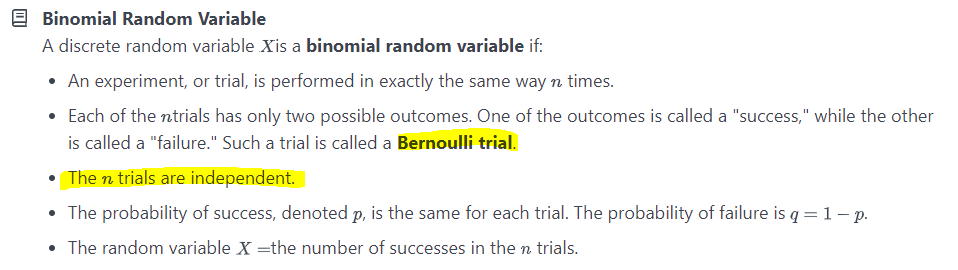 Binomial Random Variable
A discrete random variable X is a binomial random variable if:
• An experiment, or trial, is performed in exactly the same way n times.
• Each of the n trials has only two possible outcomes. One of the outcomes is called a "success," while the other
is called a "failure." Such a trial is called a Bernoulli trial.
• The n trials are independent.
• The probability of success, denoted p, is the same for each trial. The probability of failure is q = 1 − p.
• The random variable X =the number of successes in the n trials.